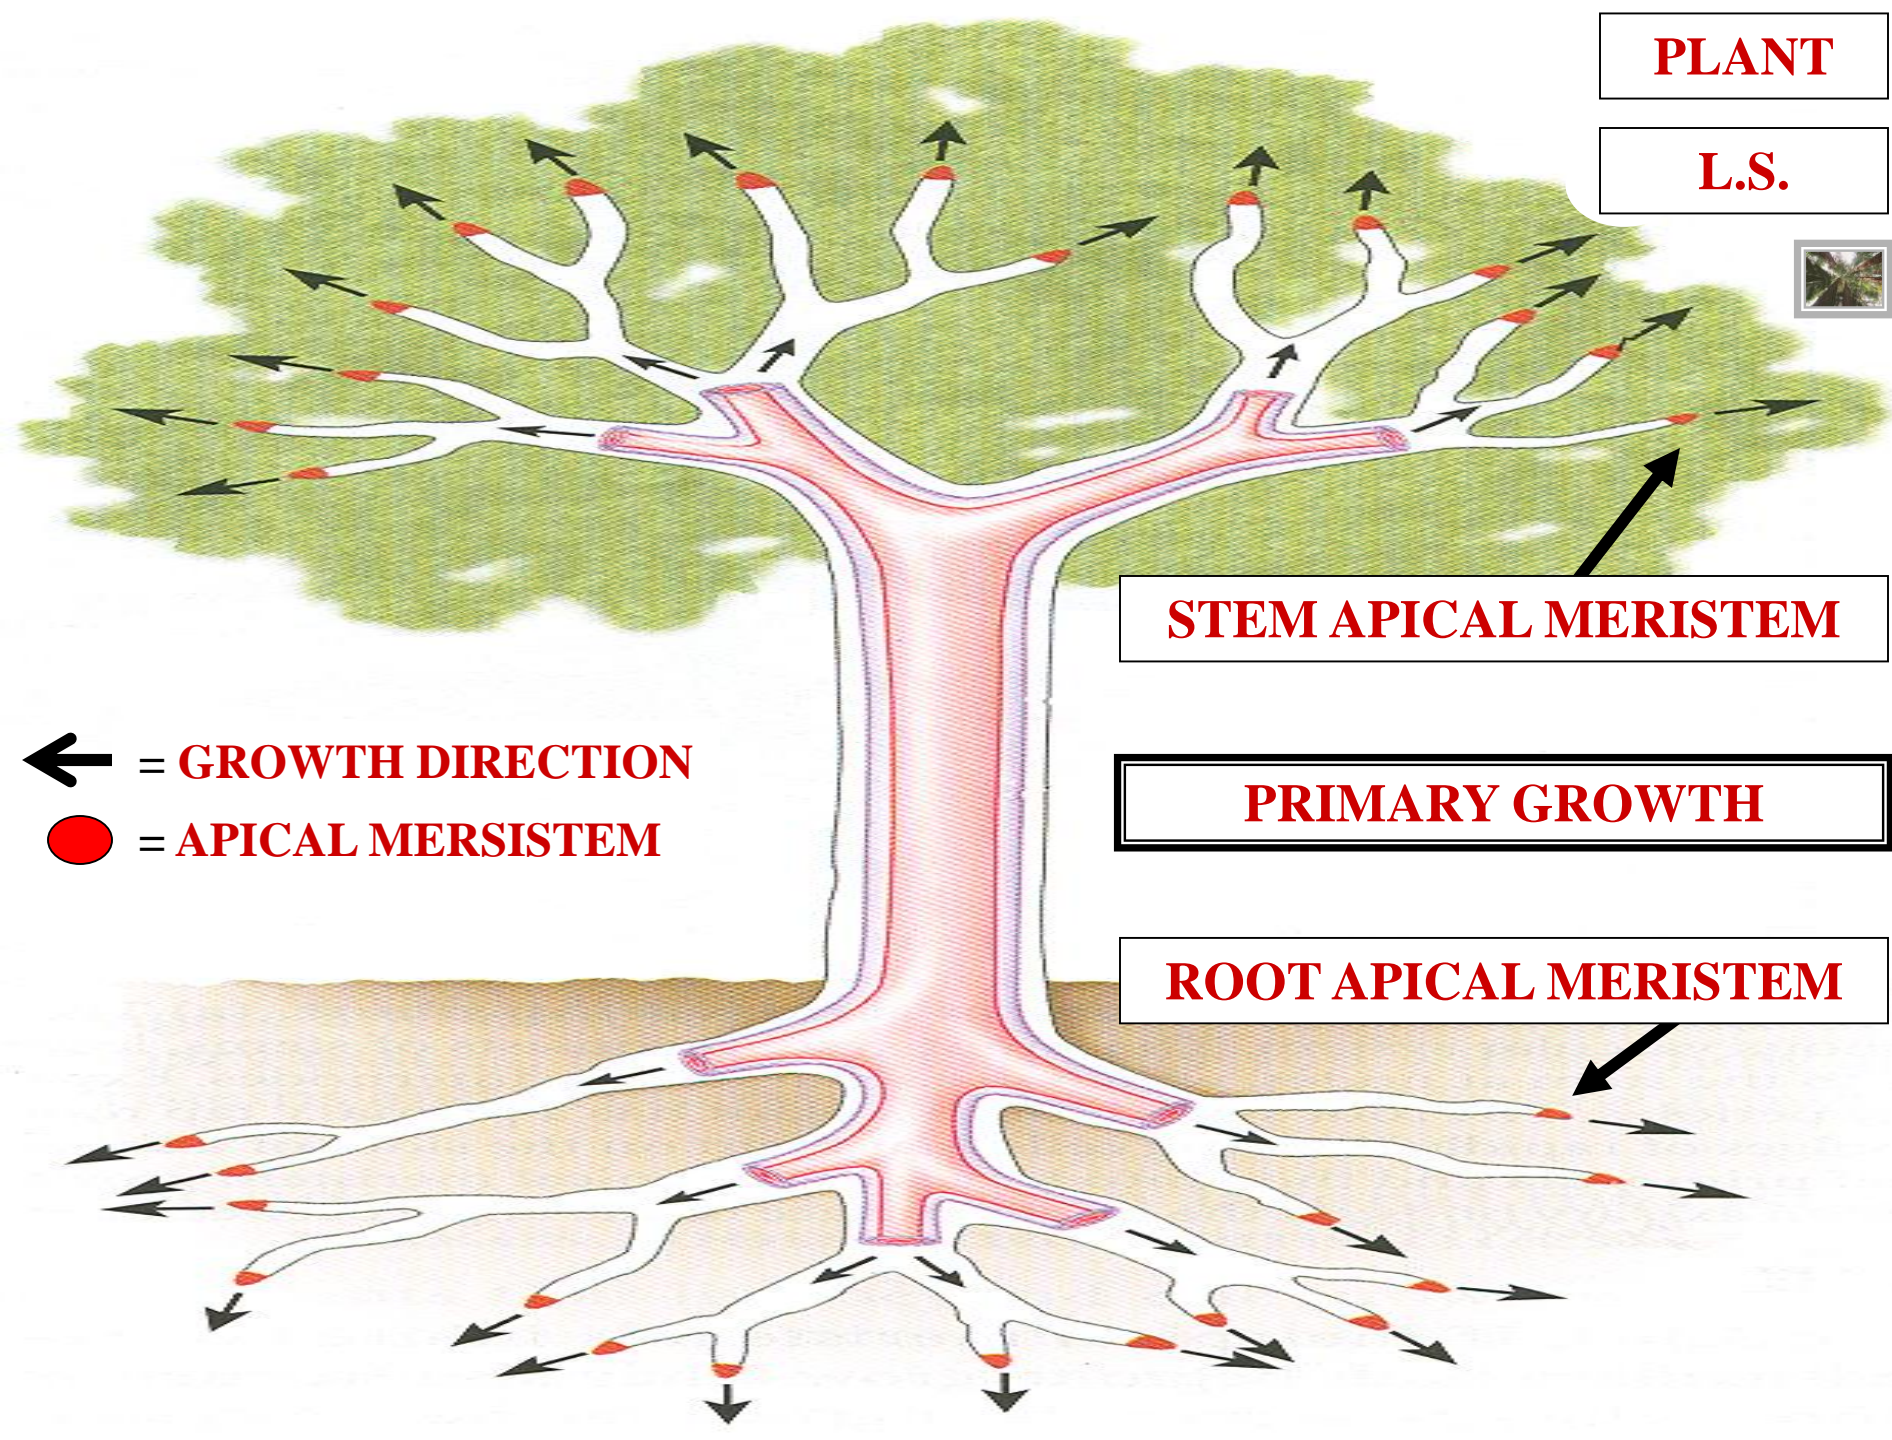 PLANT
L.S.
STEM APICAL MERISTEM
= GROWTH DIRECTION
= APICAL MERSISTEM
PRIMARY GROWTH
ROOT APICAL MERISTEM